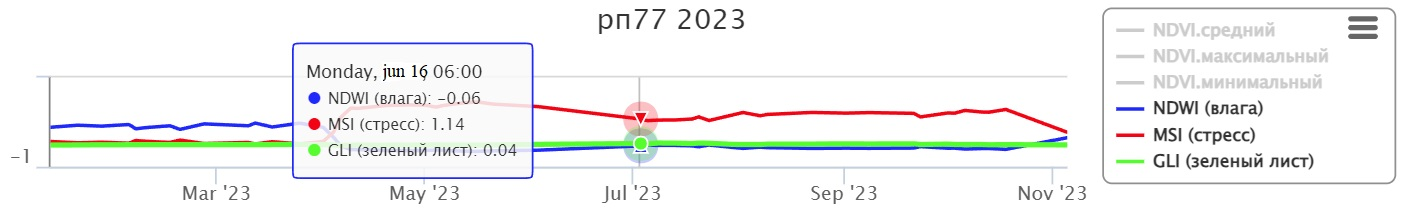 рп77 2023
Monday, jun 16 06:00
NDWI (влага): -0.06
MSI (стресс): 1.14
GLI (зеленый лист): 0.04
-1
Mar '23
May '23
Jul '23
Sep '23
Nov '23
NDVI.средний
NDVI.максимальный
NDVI.минимальный
NDWI (влага)
MSI (стресс)
GLI (зеленый лист)